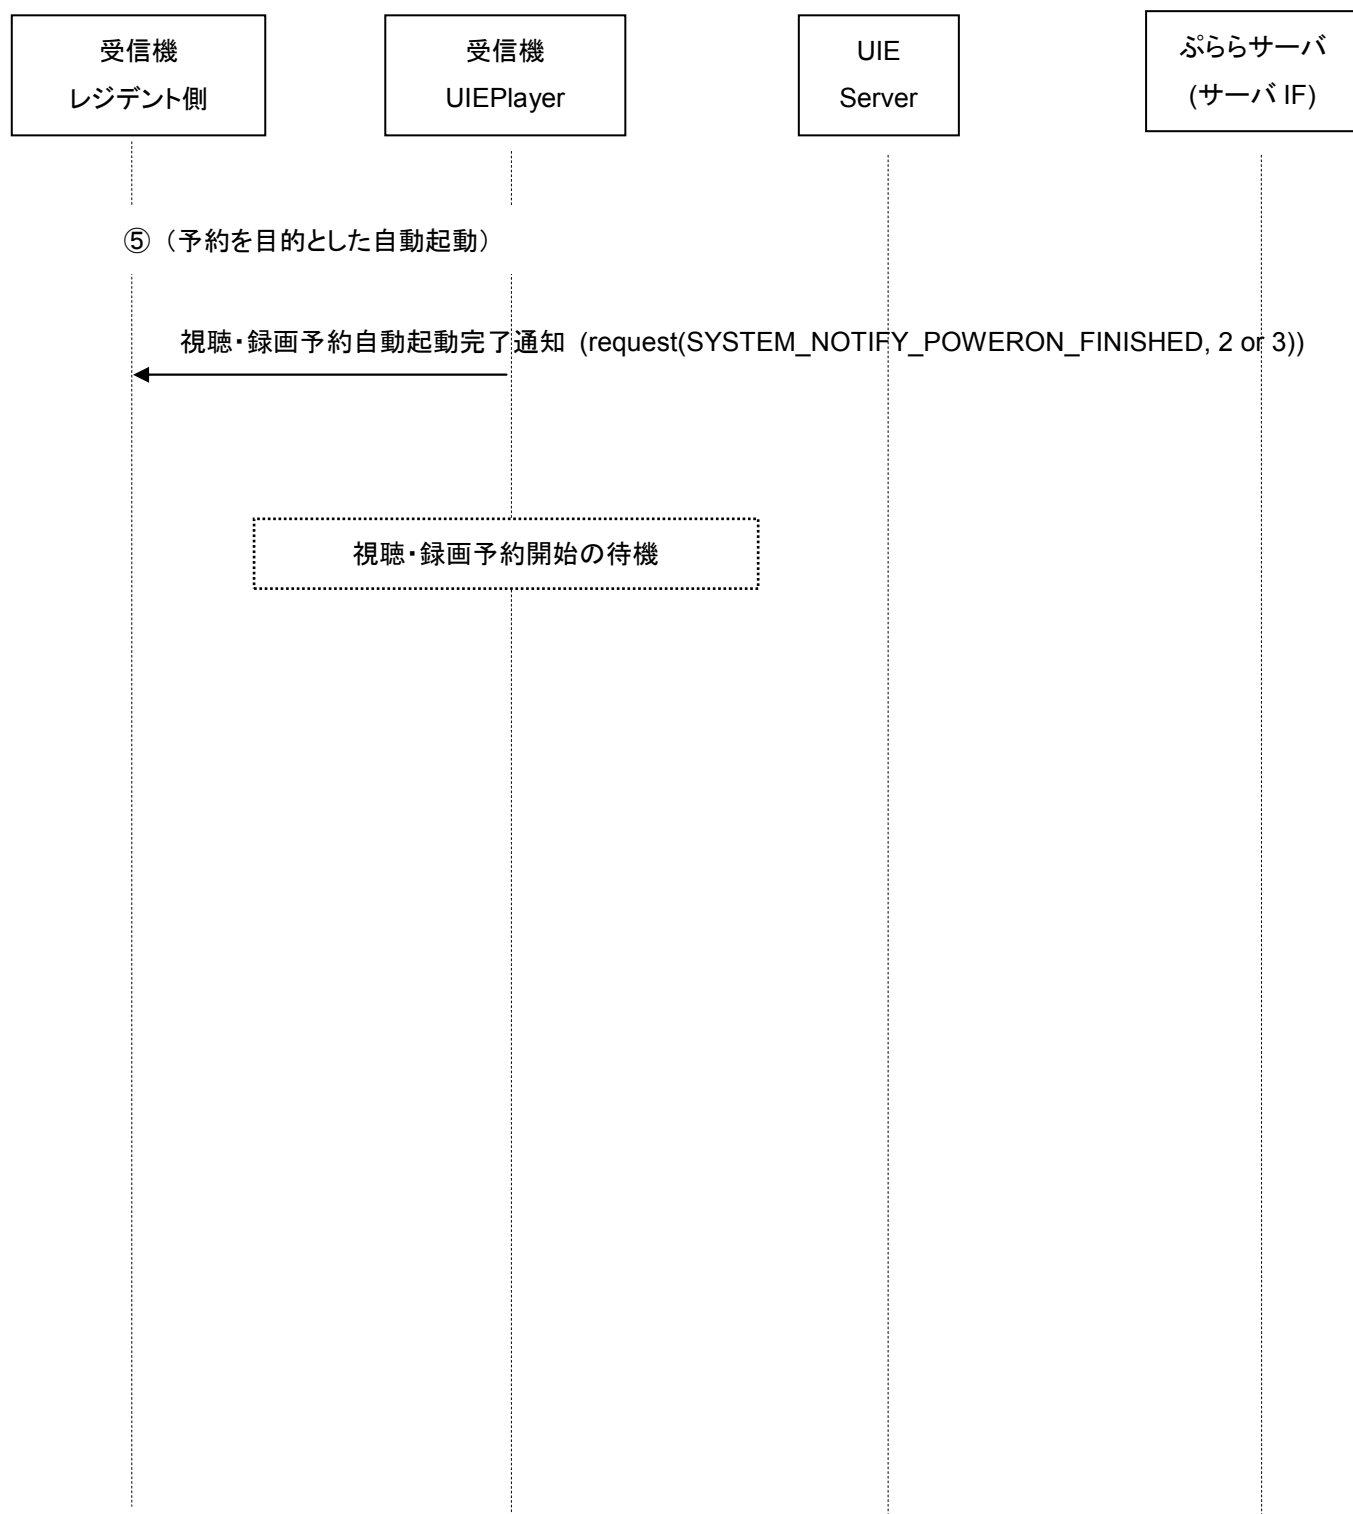 受信機
レジデント側
受信機
UIEPlayer
UIE
Server
ぷららサーバ
(サーバ IF)
⑤ （予約を目的とした自動起動）
視聴・録画予約自動起動完了通知 (request(SYSTEM_NOTIFY_POWERON_FINISHED, 2 or 3))
視聴・録画予約開始の待機